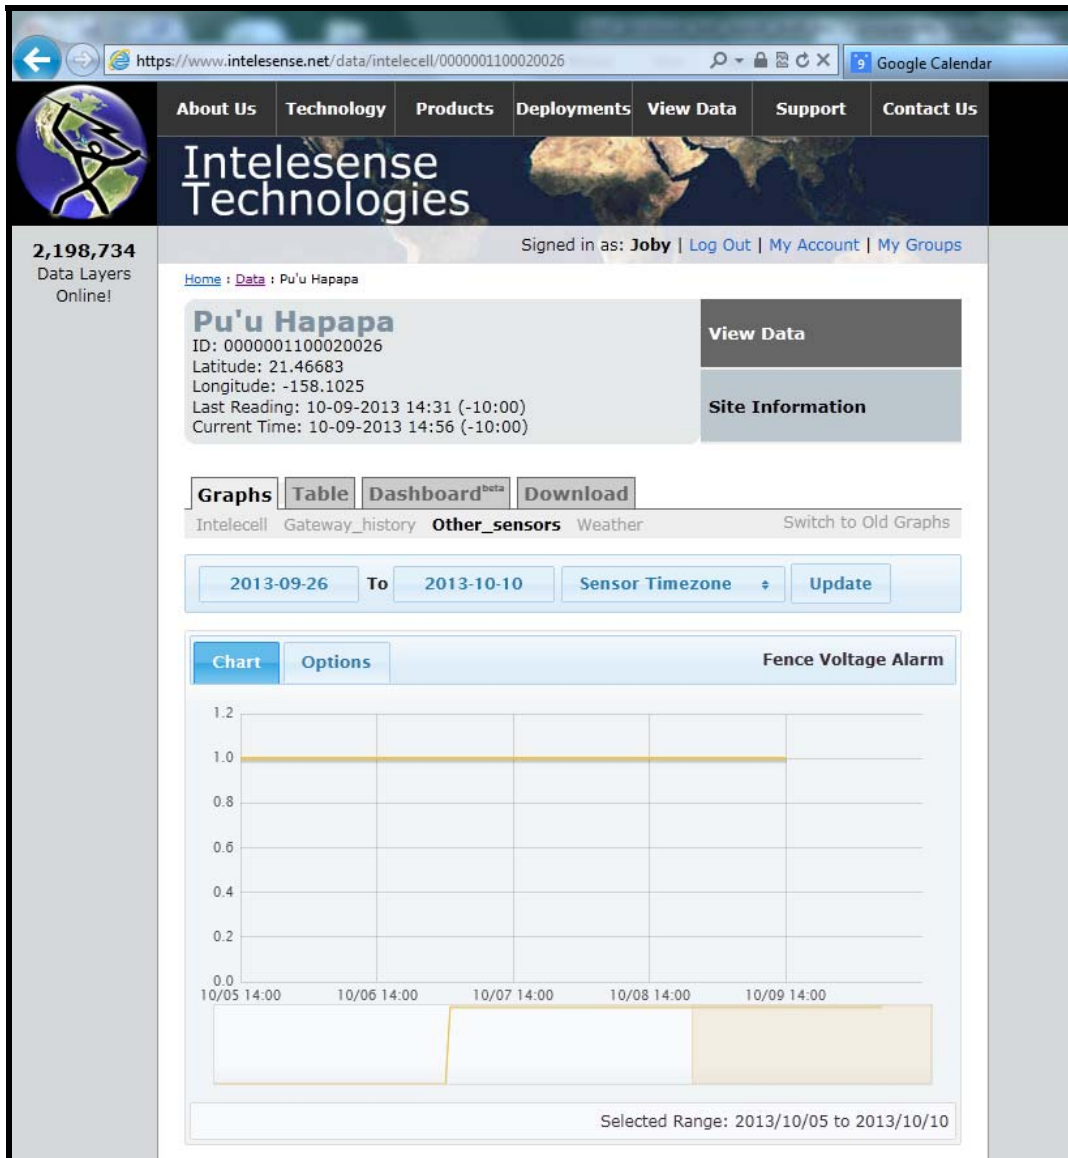 https://www.intelesense.net/data/intelecell/0000001100020026
9 Google Calendar
About Us Technology Products Deployments View Data Support Contact Us
Intelesense
Technologies
2,198,734
Data Layers
Online!
Signed in as: Joby | Log Out | My Account | My Groups
Home : Data : Pu'u Hapapa
Pu'u Hapapa
ID: 0000001100020026
Latitude: 21.46683
Longitude: -158.1025
Last Reading: 10-09-2013 14:31 (-10:00)
Current Time: 10-09-2013 14:56 (-10:00)
View Data
Site Information
Graphs Table Dashboardbeta Download
Intelecell Gateway_history Other_sensors Weather Switch to Old Graphs
2013-09-26 To 2013-10-10 Sensor Timezone Update
Chart Options Fence Voltage Alarm
1.2
1.0
0.8
0.6
0.4
0.2
0.0
10/05 14:00 10/06 14:00 10/07 14:00 10/08 14:00 10/09 14:00
Selected Range: 2013/10/05 to 2013/10/10